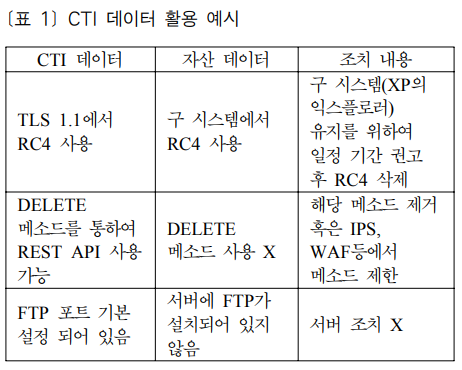 〔표 1〕 CTI 데이터 활용 예시
CTI 데이터
자산 데이터
조치 내용
TLS 1.1에서
RC4 사용
구 시스템에서
RC4 사용
구 시스템(XP의
익스플로러)
유지를 위하여
일정 기간 권고
후 RC4 삭제
DELETE
메소드를 통하여
REST API 사용
가능
DELETE
메소드 사용 X
해당 메소드 제거
혹은 IPS,
WAF등에서
메소드 제한
FTP 포트 기본
설정 되어 있음
서버에 FTP가
설치되어 있지
않음
서버 조치 X